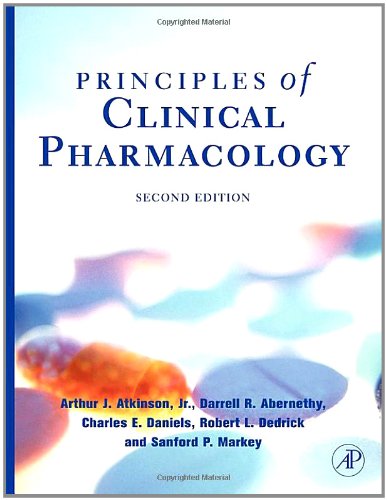 Copyrighted Material
PRINCIPLES of
CLINICAL
PHARMACOLOGY
SECOND EDITION
Arthur J. Atkinson, Jr., Darrell R. Abernethy,
Charles E. Daniels, Robert L. Dedrick
and Sanford P. Markey
AP
Copyrighted Material